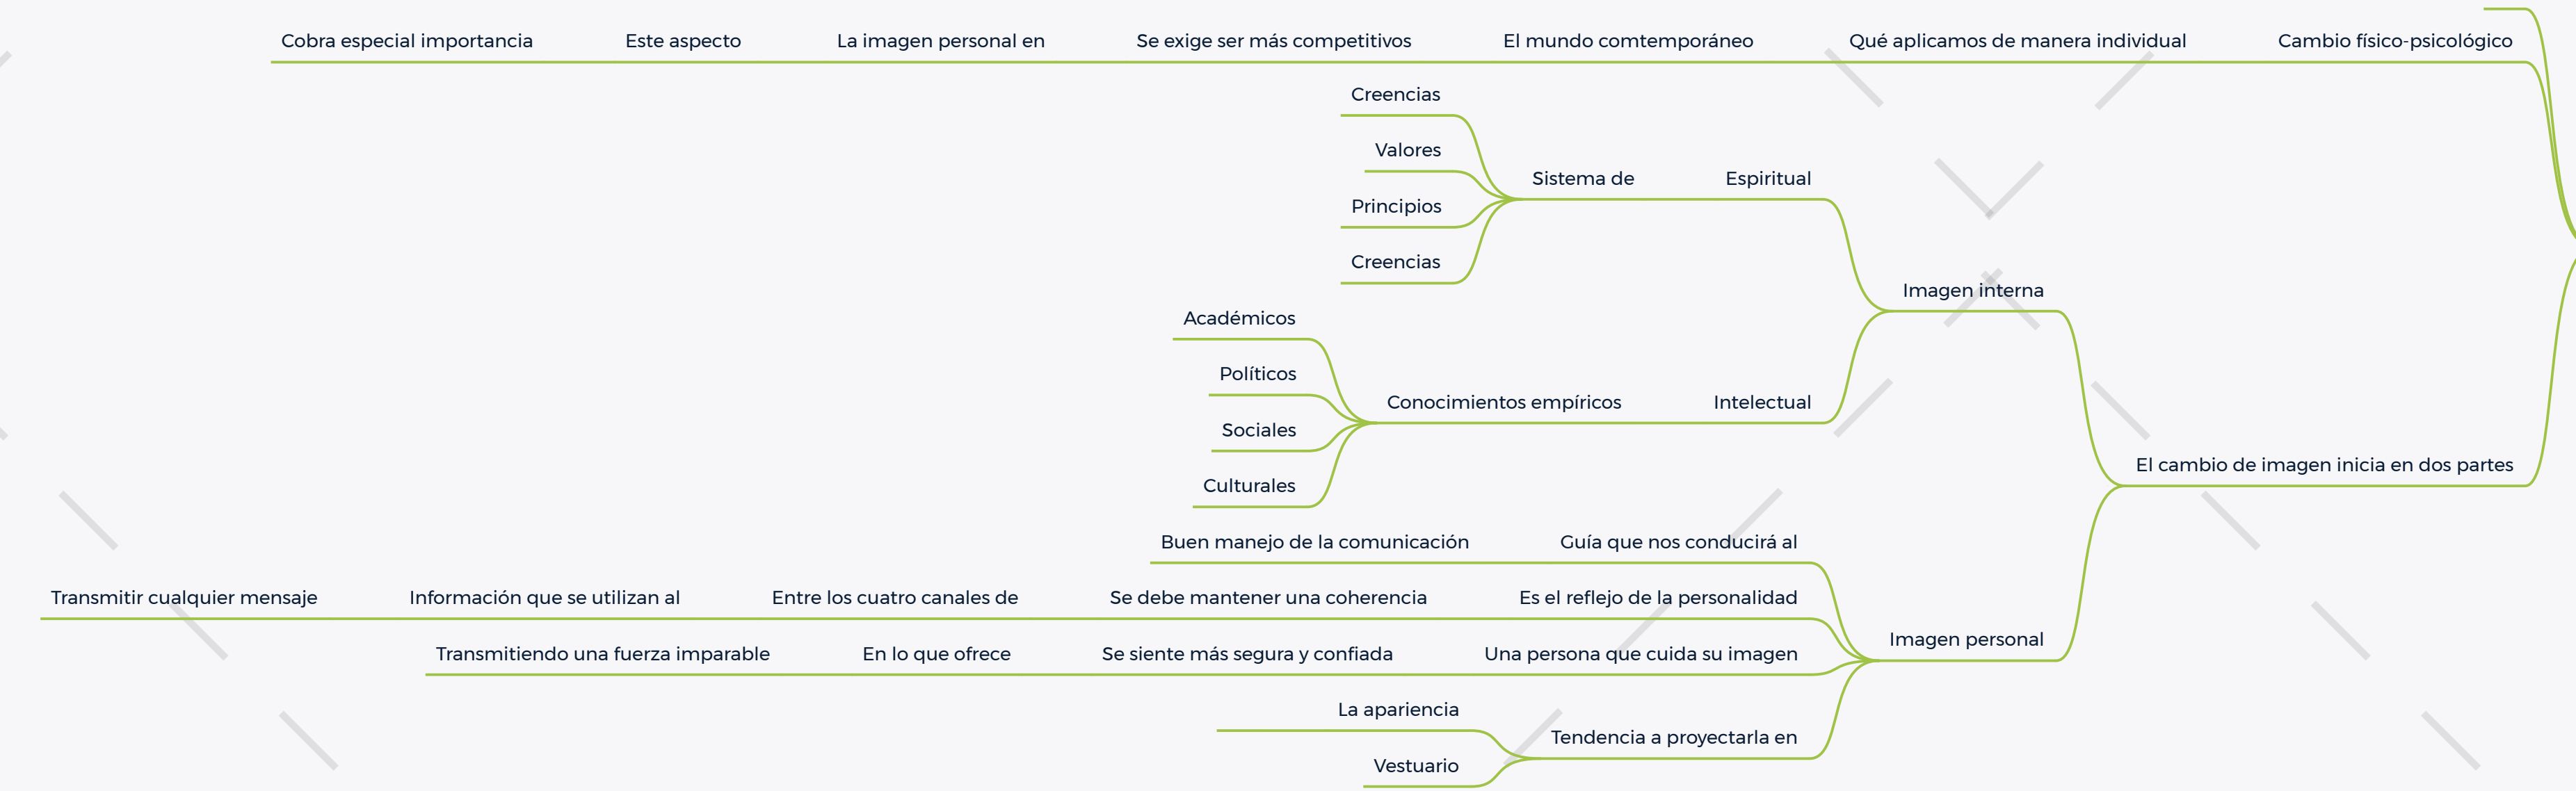 Cobra especial importancia Este aspecto La imagen personal en Se exige ser más competitivos El mundo comtemporáneo Qué aplicamos de manera individual Cambio físico-psicológico
Creencias
Valores
Sistema de Espiritual
Principios
Creencias
Imagen interna
Académicos
Políticos
Conocimientos empíricos Intelectual
Sociales
El cambio de imagen inicia en dos partes
Culturales
Buen manejo de la comunicación Guía que nos conducirá al
Transmitir cualquier mensaje Información que se utilizan al Entre los cuatro canales de Se debe mantener una coherencia Es el reflejo de la personalidad
Imagen personal
Transmitiendo una fuerza imparable En lo que ofrece Se siente más segura y confiada Una persona que cuida su imagen
La apariencia
Tendencia a proyectarla en
Vestuario